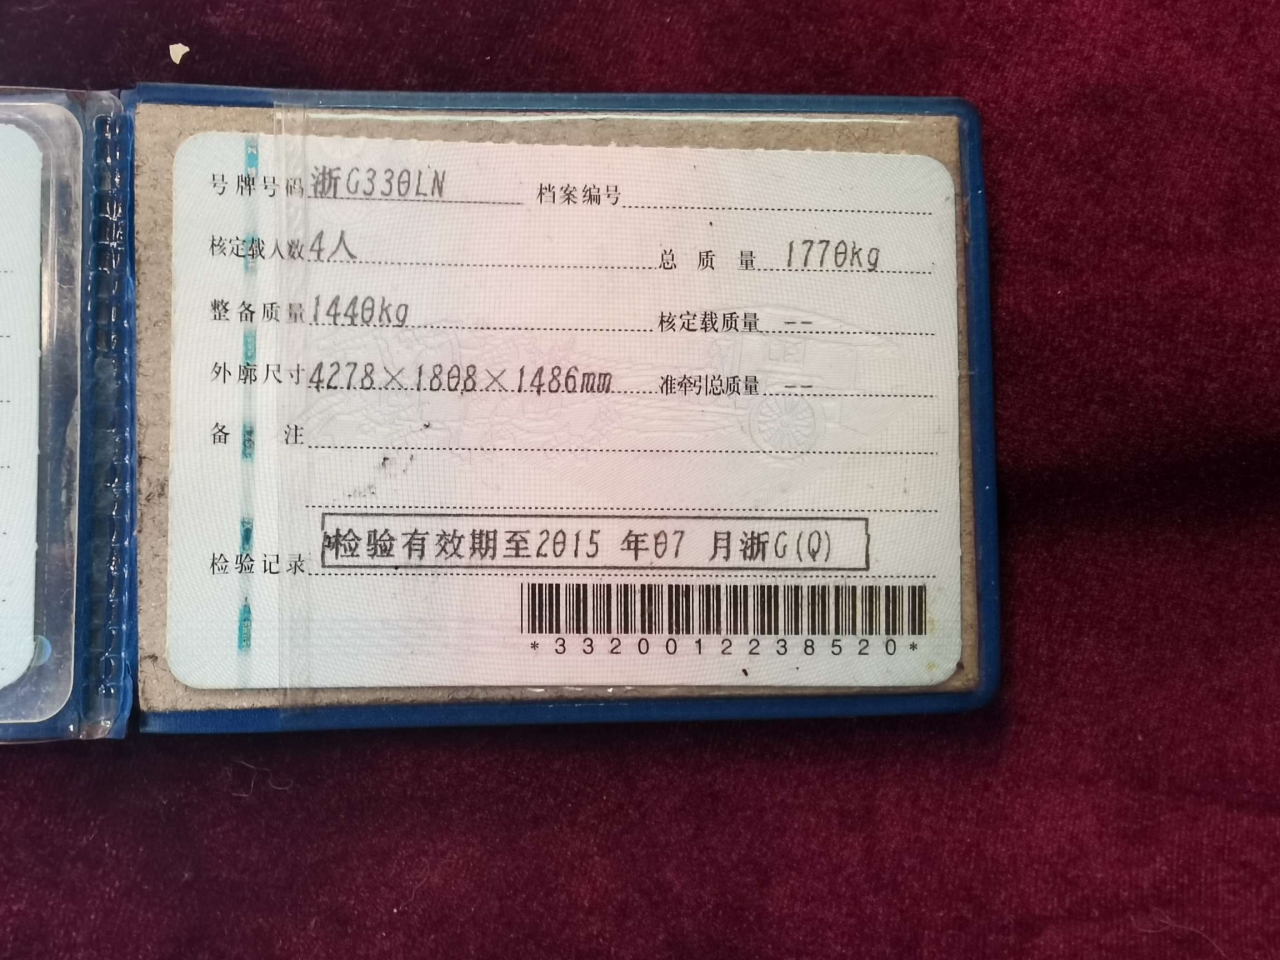 号牌号码 浙G330LN 档案编号
核定载人数 4人 总质量 1770kg
整备质量 1440kg 核定载质量 --
外廓尺寸 4278×1808×1486mm 准牵引总质量 --
备注
检验记录 检验有效期至2015 年07 月浙G(Q)
*3320012238520*